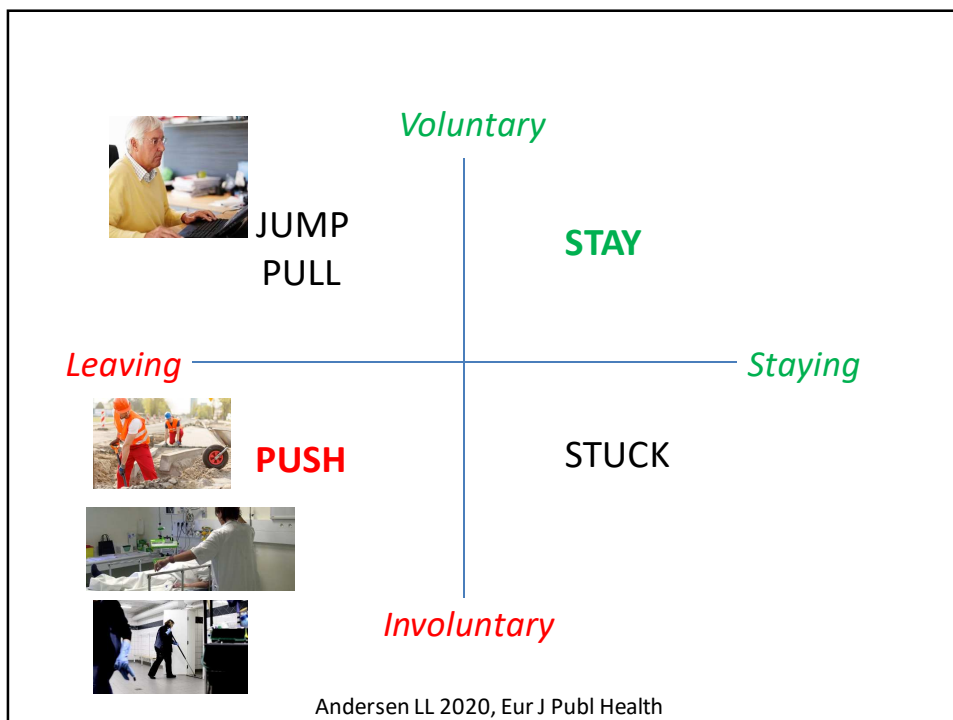 Voluntary
JUMP
PULL
STAY
Leaving
Staying
PUSH
STUCK
Involuntary
Andersen LL 2020, Eur J Publ Health